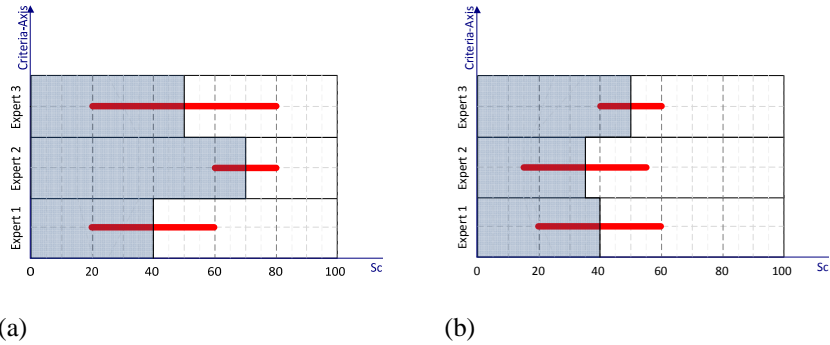 Criteria-Axis
Expert 3
Expert 2
Expert 1
0 20 40 60 80 100
Sc
(a)
Criteria-Axis
Expert 3
Expert 2
Expert 1
0 20 40 60 80 100
Sc
(b)